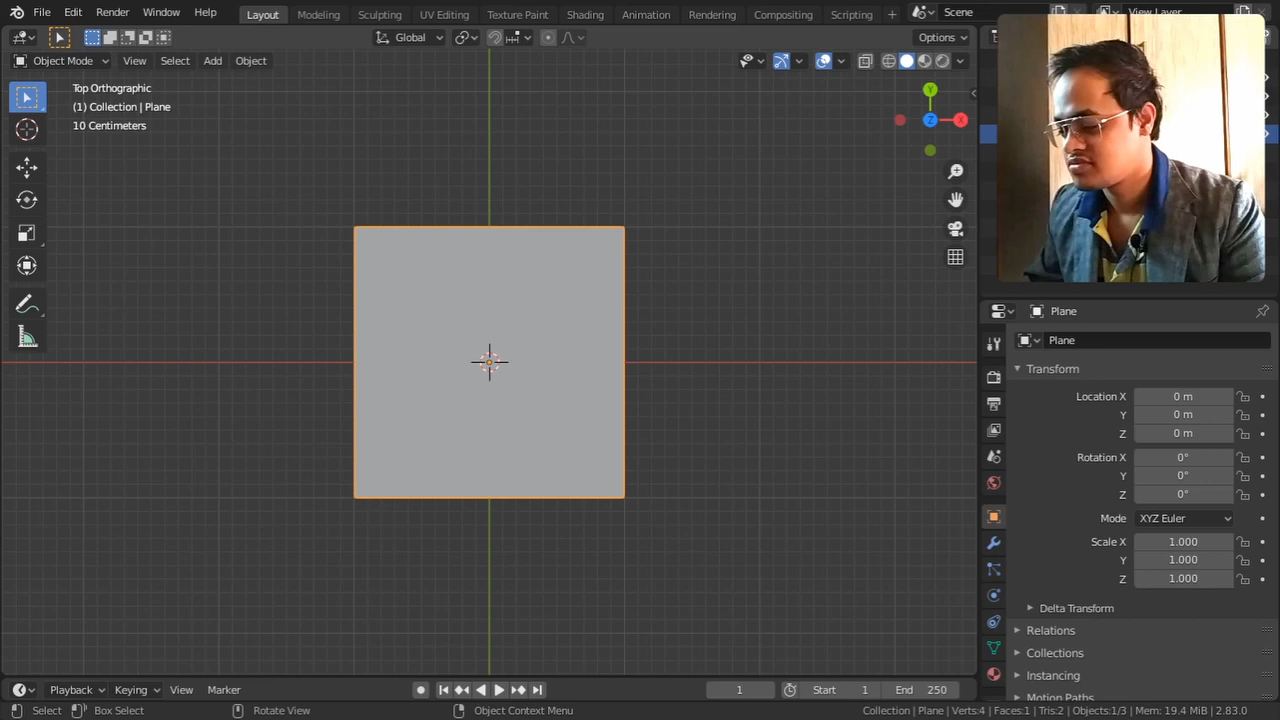 File Edit Render Window Help Layout Modeling Sculpting UV Editing Texture Paint Shading Animation Rendering Compositing Scripting + Scene View Layer
Global Options
Object Mode View Select Add Object
Top Orthographic
(1) Collection | Plane
10 Centimeters
Y
Z X
Plane
Plane
Transform
Location X 0 m
Y 0 m
Z 0 m
Rotation X 0°
Y 0°
Z 0°
Mode XYZ Euler
Scale X 1.000
Y 1.000
Z 1.000
Delta Transform
Relations
Collections
Instancing
Motion Paths
Playback Keying View Marker 1 Start 1 End 250
Select Box Select Rotate View Object Context Menu Collection | Plane | Verts:4 | Faces:1 | Tris:2 | Objects:1/3 | Mem: 19.4 MiB | 2.83.0